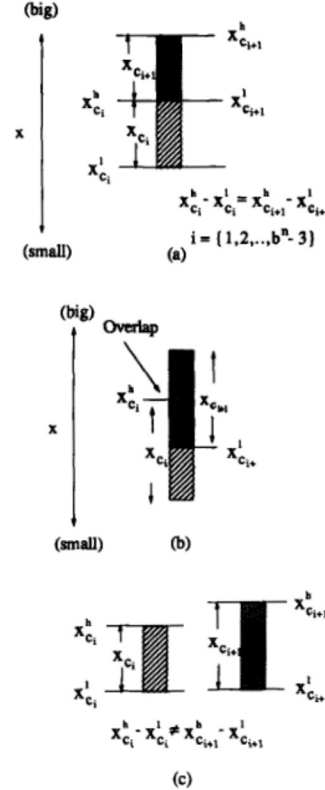 (big)
x
(small)
X^h_{c_{i+1}}
X_{c_{i+1}}
X^h_{c_i}
X^l_{c_{i+1}}
X_{c_i}
X^l_{c_i}
X^h_{c_i} - X^l_{c_i} = X^h_{c_{i+1}} - X^l_{c_{i+
i = {1,2,..,b^n - 3}
(a)
(big)
Overlap
X^h_{c_i}
x
X_{c_i}
X^l_{c_{i+
(small)
(b)
X^h_{c_i}
X_{c_i}
X^l_{c_i}
X^h_{c_{i+1}}
X_{c_{i+1}}
X^l_{c_{i+
X^h_{c_i} - X^l_{c_i} ≠ X^h_{c_{i+1}} - X^l_{c_{i+1}}
(c)